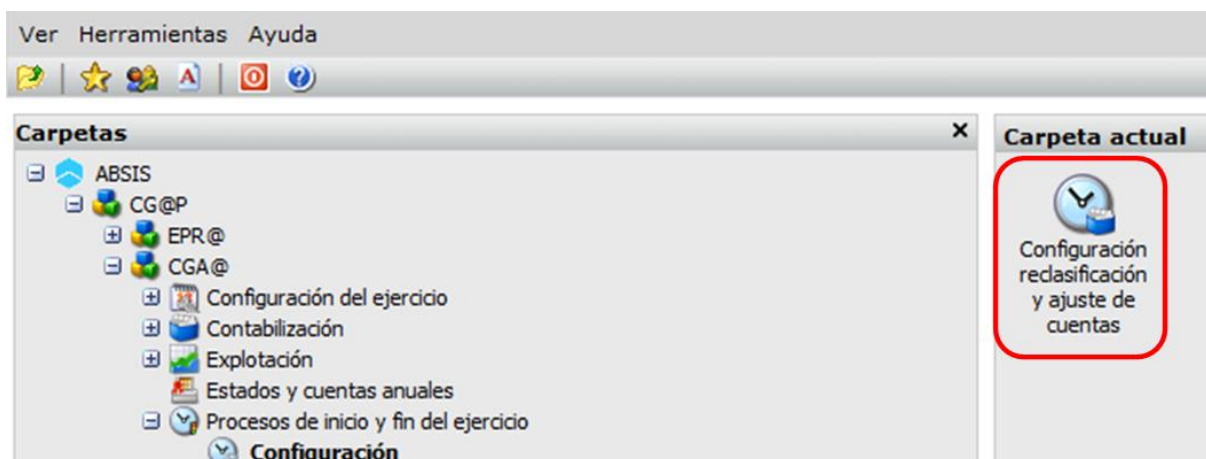 Ver Herramientas Ayuda
Carpetas
ABSIS
CG@P
EPR@
CGA@
Configuración del ejercicio
Contabilización
Explotación
Estados y cuentas anuales
Procesos de inicio y fin del ejercicio
Configuración
Carpeta actual
Configuración
reclasificación
y ajuste de
cuentas